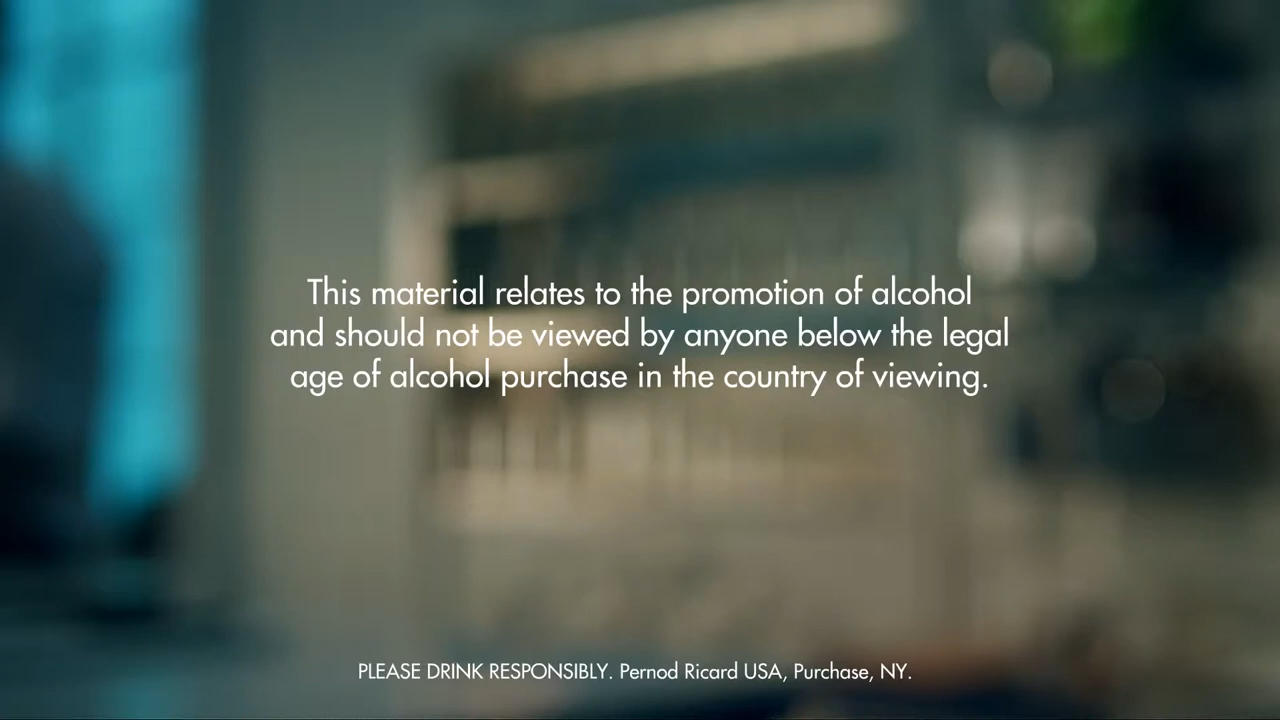 This material relates to the promotion of alcohol
and should not be viewed by anyone below the legal
age of alcohol purchase in the country of viewing.
PLEASE DRINK RESPONSIBLY. Pernod Ricard USA, Purchase, NY.